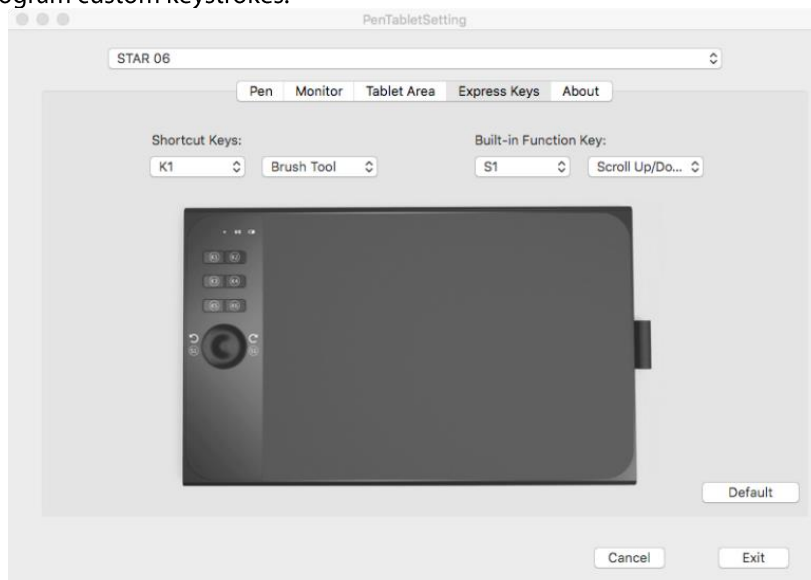 ogram custom keystrokes.
PenTabletSetting
STAR 06
Pen Monitor Tablet Area Express Keys About
Shortcut Keys: Built-in Function Key:
K1 Brush Tool S1 Scroll Up/Do...
Default
Cancel Exit